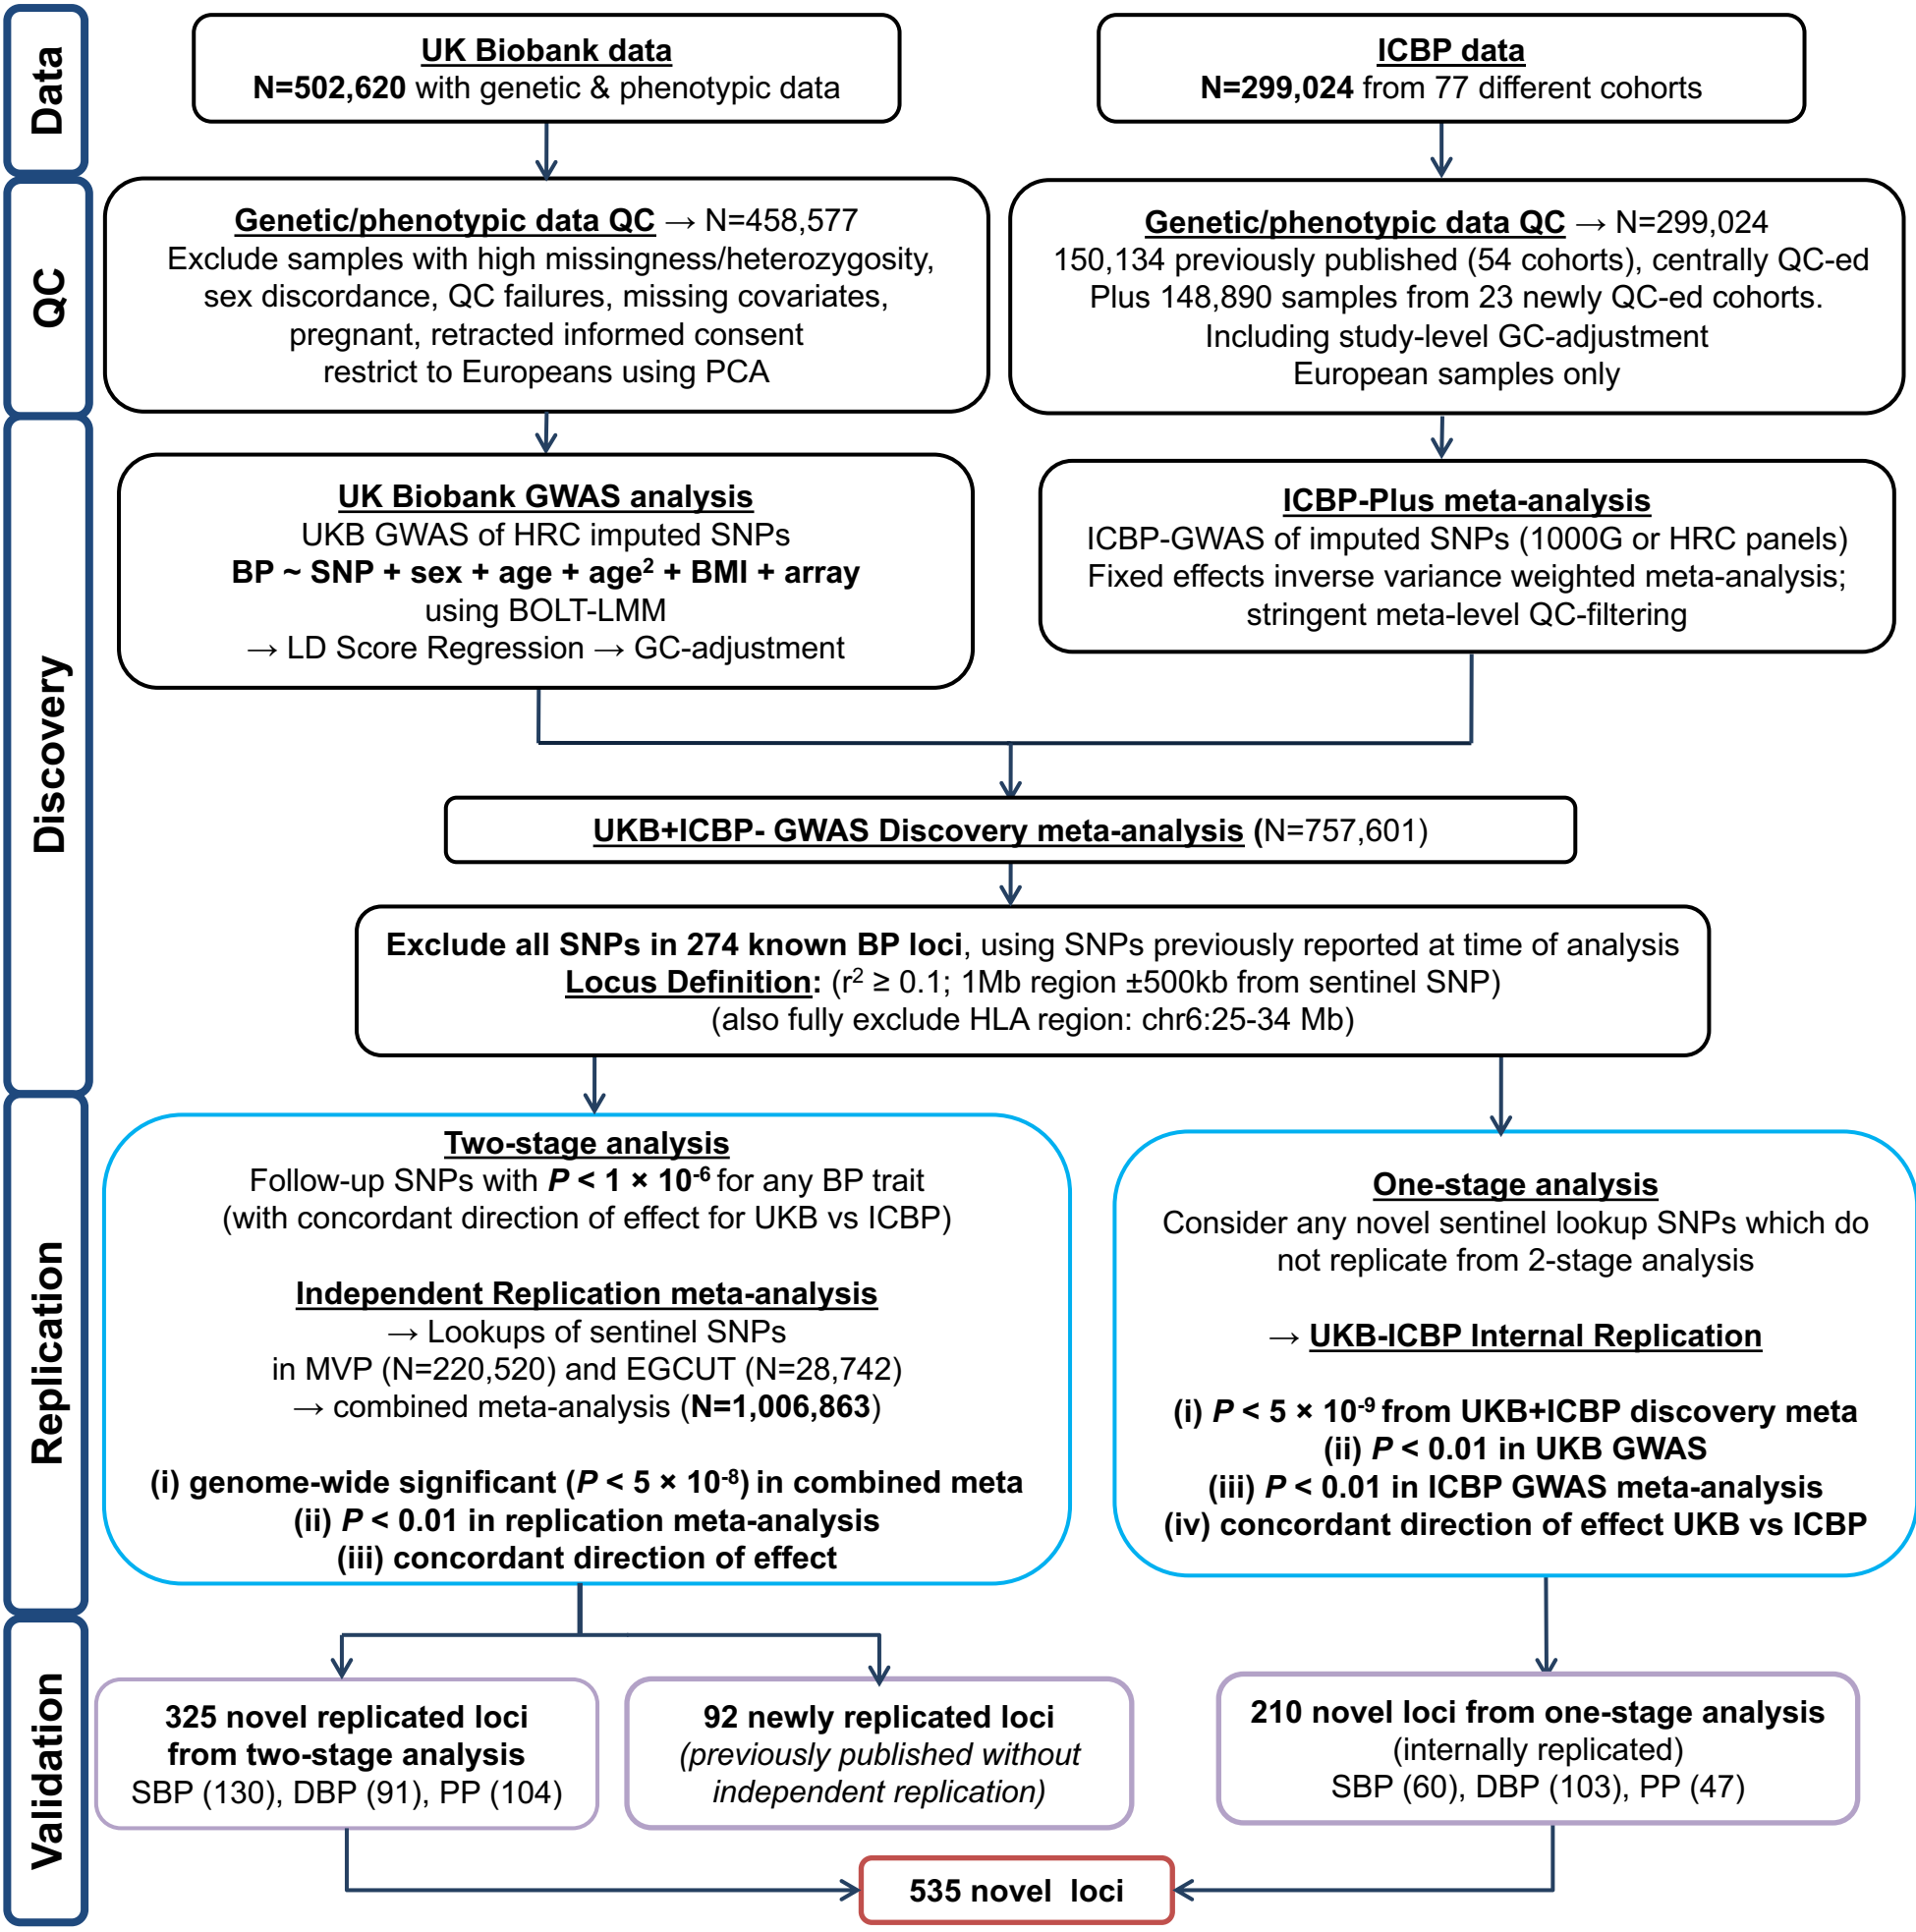 Data
UK Biobank data
N=502,620 with genetic & phenotypic data
ICBP data
N=299,024 from 77 different cohorts
QC
Genetic/phenotypic data QC → N=458,577
Exclude samples with high missingness/heterozygosity,
sex discordance, QC failures, missing covariates,
pregnant, retracted informed consent
restrict to Europeans using PCA
Genetic/phenotypic data QC → N=299,024
150,134 previously published (54 cohorts), centrally QC-ed
Plus 148,890 samples from 23 newly QC-ed cohorts.
Including study-level GC-adjustment
European samples only
Discovery
UK Biobank GWAS analysis
UKB GWAS of HRC imputed SNPs
BP ~ SNP + sex + age + age² + BMI + array
using BOLT-LMM
→ LD Score Regression → GC-adjustment
ICBP-Plus meta-analysis
ICBP-GWAS of imputed SNPs (1000G or HRC panels)
Fixed effects inverse variance weighted meta-analysis;
stringent meta-level QC-filtering
UKB+ICBP- GWAS Discovery meta-analysis (N=757,601)
Exclude all SNPs in 274 known BP loci, using SNPs previously reported at time of analysis
Locus Definition: (r² ≥ 0.1; 1Mb region ±500kb from sentinel SNP)
(also fully exclude HLA region: chr6:25-34 Mb)
Replication
Two-stage analysis
Follow-up SNPs with P < 1 × 10⁻⁶ for any BP trait
(with concordant direction of effect for UKB vs ICBP)
Independent Replication meta-analysis
→ Lookups of sentinel SNPs
in MVP (N=220,520) and EGCUT (N=28,742)
→ combined meta-analysis (N=1,006,863)
(i) genome-wide significant (P < 5 × 10⁻⁸) in combined meta
(ii) P < 0.01 in replication meta-analysis
(iii) concordant direction of effect
One-stage analysis
Consider any novel sentinel lookup SNPs which do
not replicate from 2-stage analysis
→ UKB-ICBP Internal Replication
(i) P < 5 × 10⁻⁹ from UKB+ICBP discovery meta
(ii) P < 0.01 in UKB GWAS
(iii) P < 0.01 in ICBP GWAS meta-analysis
(iv) concordant direction of effect UKB vs ICBP
Validation
325 novel replicated loci
from two-stage analysis
SBP (130), DBP (91), PP (104)
92 newly replicated loci
(previously published without
independent replication)
210 novel loci from one-stage analysis
(internally replicated)
SBP (60), DBP (103), PP (47)
535 novel loci